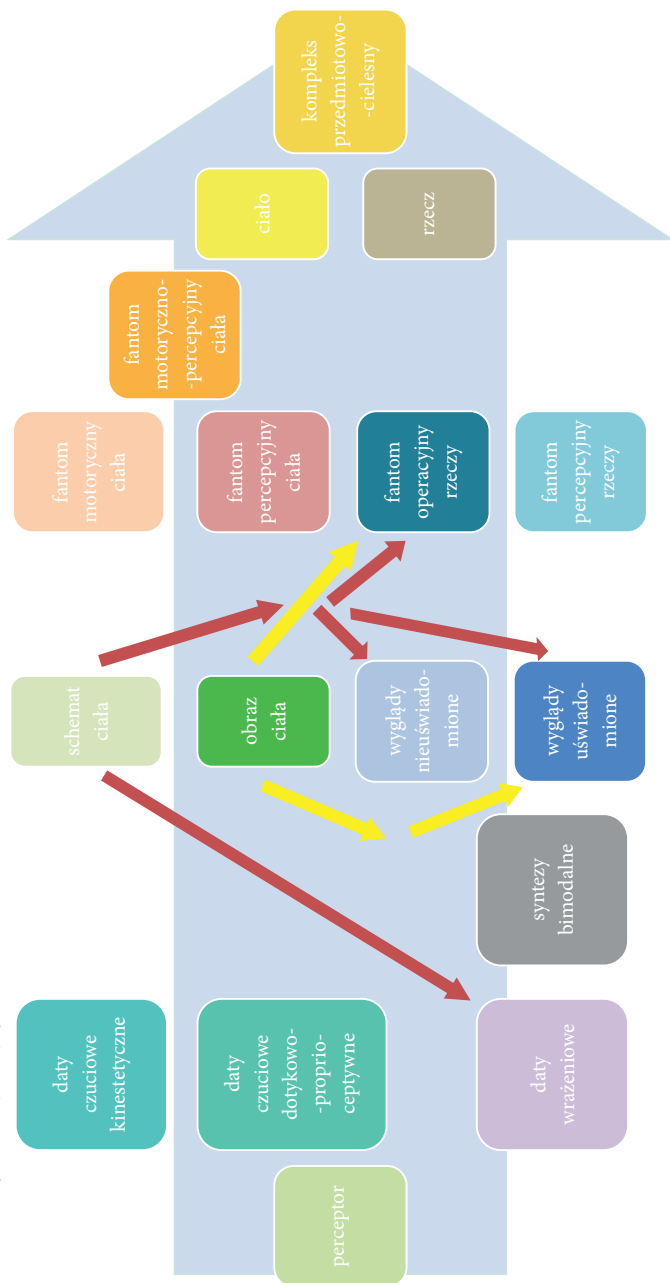 daty
czuciowe
kinestetyczne
schemat
ciała
fantom
motoryczny
ciała
fantom
motoryczno-
-percepcyjny
ciała
daty
czuciowe
dotykowo-
-proprio-
ceptywne
obraz
ciała
fantom
percepcyjny
ciała
ciało
perceptor
kompleks
przedmiotowo-
-cielesny
wyglądy
nieuświado-
mione
fantom
operacyjny
rzeczy
rzecz
daty
wrażeniowe
syntezy
bimodalne
wyglądy
uświado-
mione
fantom
percepcyjny
rzeczy